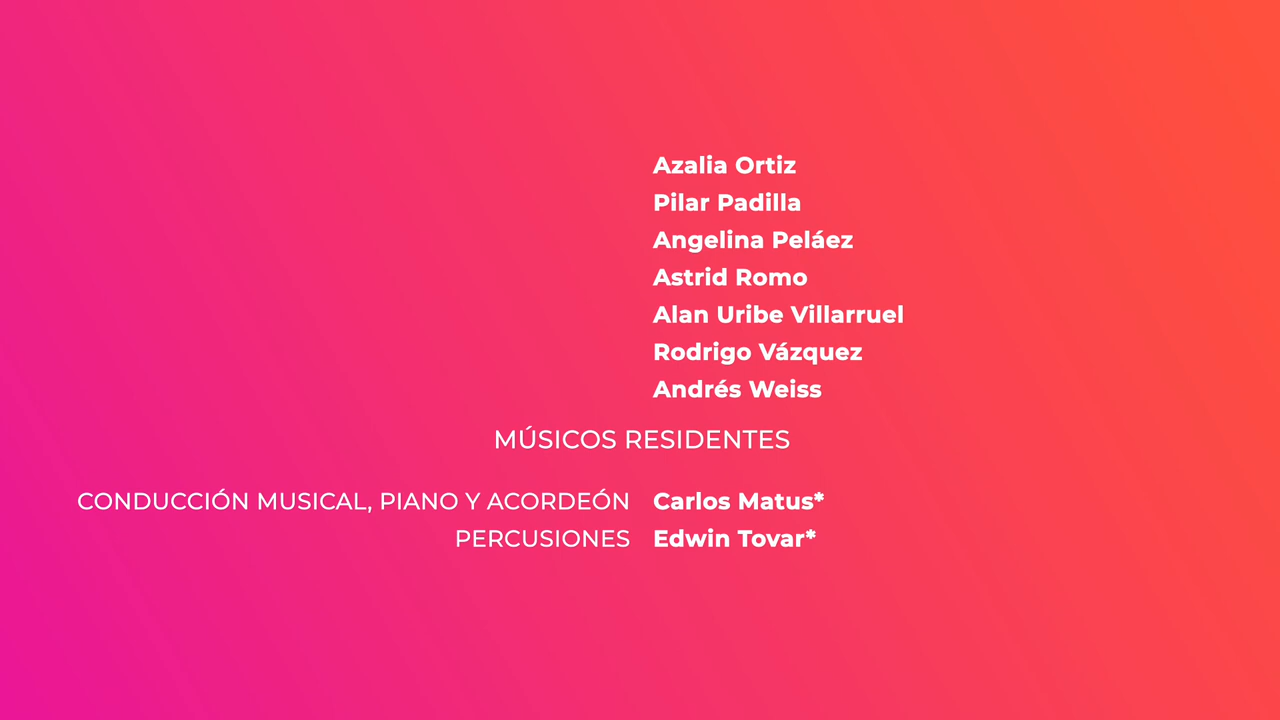 Azalia Ortiz
Pilar Padilla
Angelina Peláez
Astrid Romo
Alan Uribe Villarruel
Rodrigo Vázquez
Andrés Weiss
MÚSICOS RESIDENTES
CONDUCCIÓN MUSICAL, PIANO Y ACORDEÓN Carlos Matus*
PERCUSIONES Edwin Tovar*